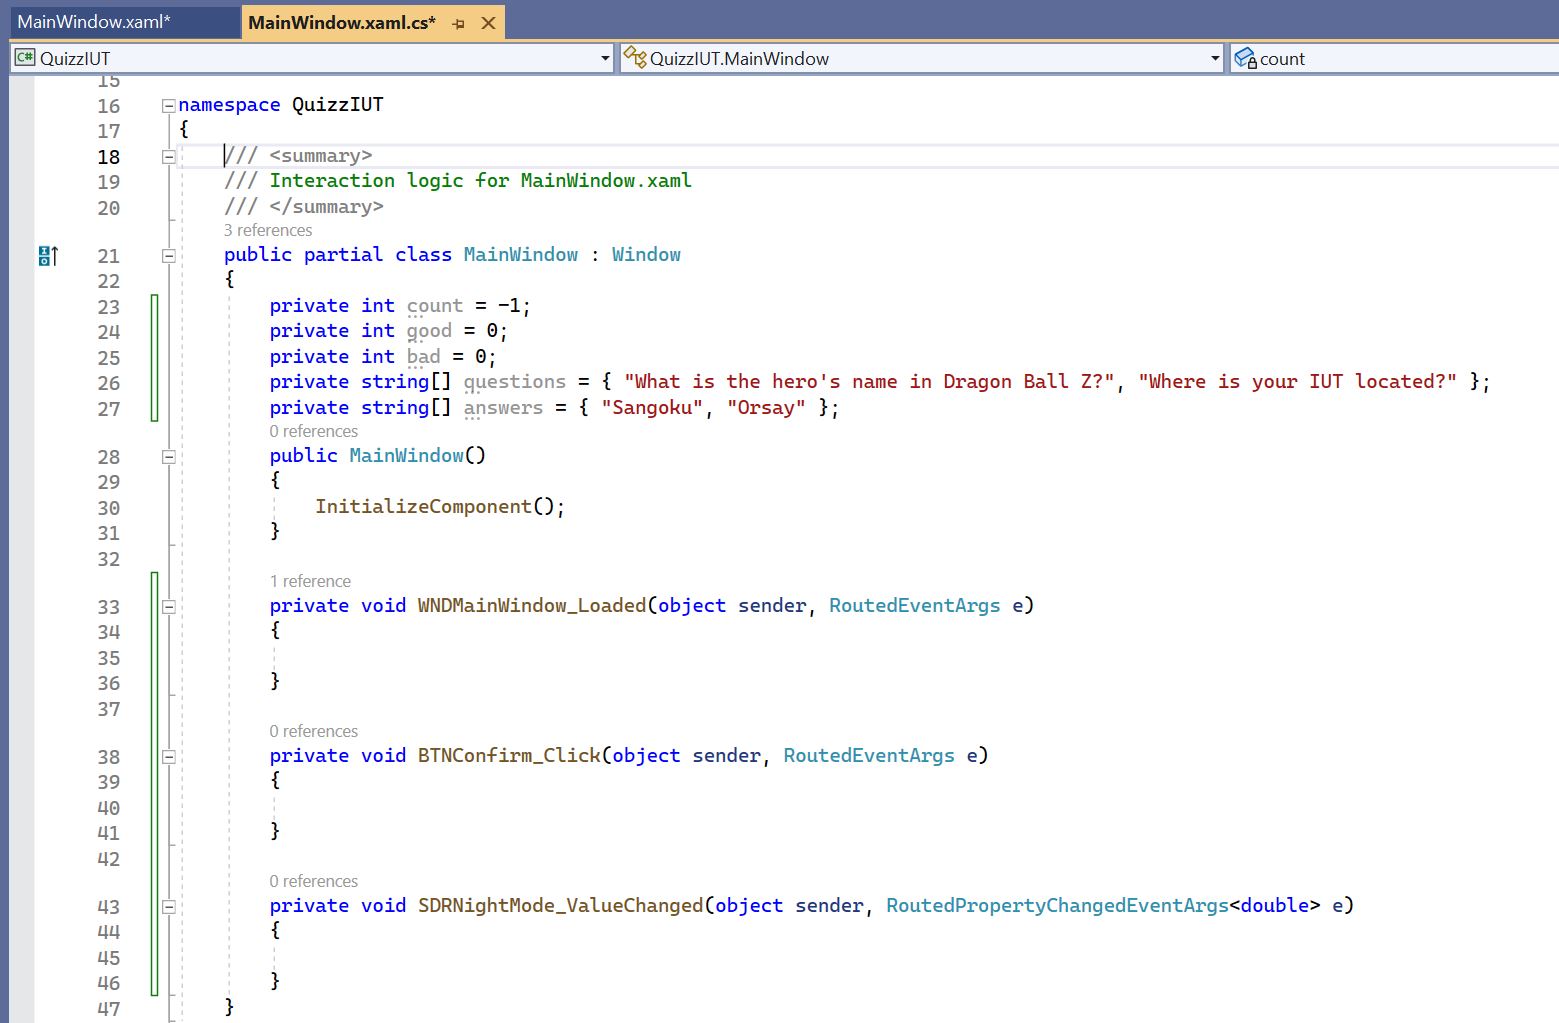 MainWindow.xaml* MainWindow.xaml.cs*
QuizzIUT QuizzIUT.MainWindow count
15
16 namespace QuizzIUT
17 {
18 /// <summary>
19 /// Interaction logic for MainWindow.xaml
20 /// </summary>
3 references
21 public partial class MainWindow : Window
22 {
23 private int count = -1;
24 private int good = 0;
25 private int bad = 0;
26 private string[] questions = { "What is the hero's name in Dragon Ball Z?", "Where is your IUT located?" };
27 private string[] answers = { "Sangoku", "Orsay" };
0 references
28 public MainWindow()
29 {
30 InitializeComponent();
31 }
32
1 reference
33 private void WNDMainWindow_Loaded(object sender, RoutedEventArgs e)
34 {
35
36 }
37
0 references
38 private void BTNConfirm_Click(object sender, RoutedEventArgs e)
39 {
40
41 }
42
0 references
43 private void SDRNightMode_ValueChanged(object sender, RoutedPropertyChangedEventArgs<double> e)
44 {
45
46 }
47 }